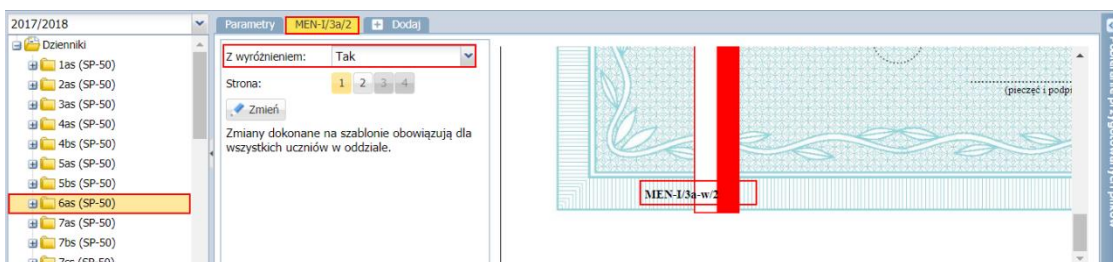 2017/2018
Parametry
MEN-I/3a/2
Dodaj
Dzienniki
1as (SP-50)
2as (SP-50)
3as (SP-50)
4as (SP-50)
4bs (SP-50)
5as (SP-50)
5bs (SP-50)
6as (SP-50)
7as (SP-50)
7bs (SP-50)
Z wyróżnieniem: Tak
Strona: 1 2 3 4
Zmień
Zmiany dokonane na szablonie obowiązują dla
wszystkich uczniów w oddziale.
(pieczęć i podpi
MEN-I/3a-w/2